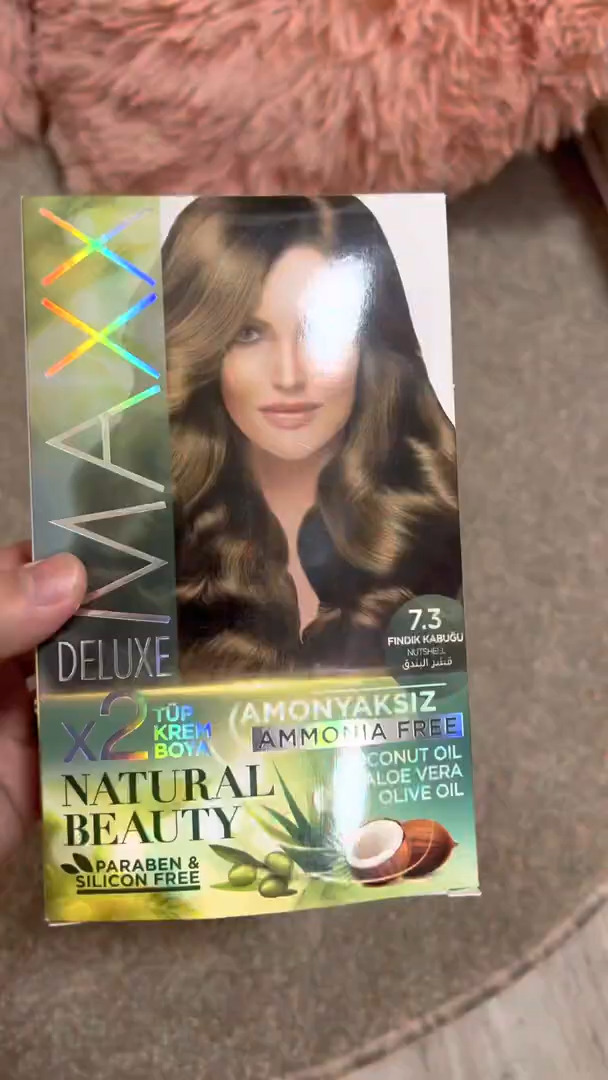 MAXX
DELUXE
7.3
FINDIK KABUĞU
NUTSHELL
قشر البندق
x2 TÜP
KREM
BOYA
(AMONYAKSIZ
AMMONIA FREE
CONUT OIL
ALOE VERA
OLIVE OIL
NATURAL
BEAUTY
PARABEN &
SILICON FREE